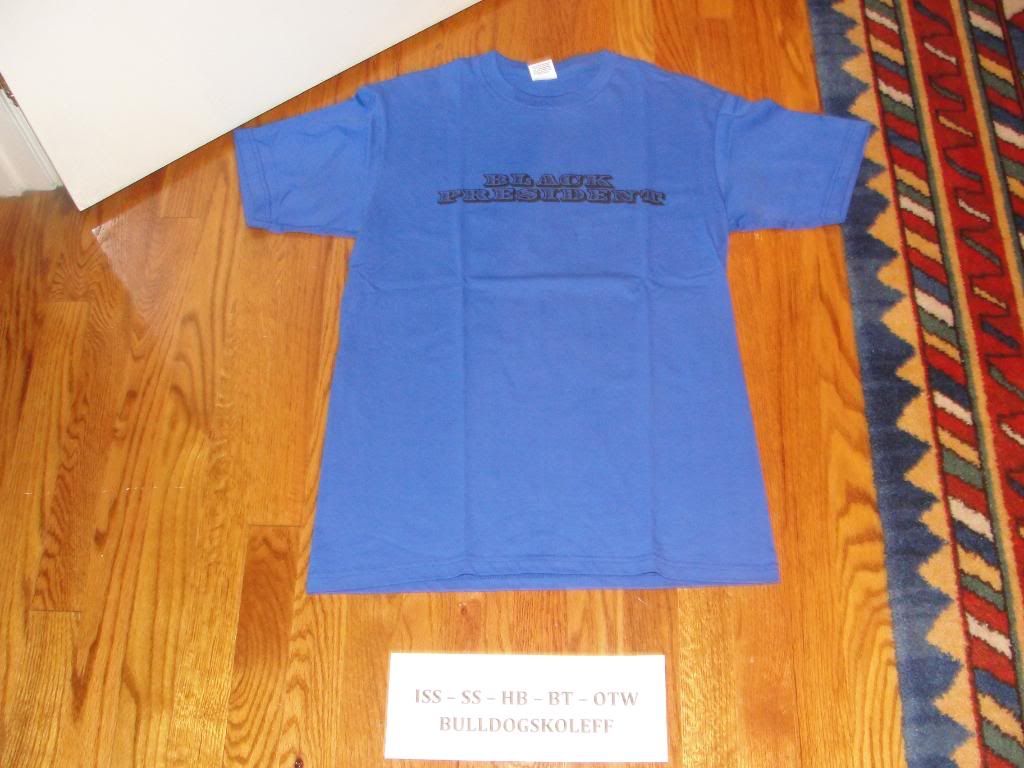 BLACK
PRESIDENT
ISS – SS – HB – BT – OTW
BULLDOGSKOLEFF